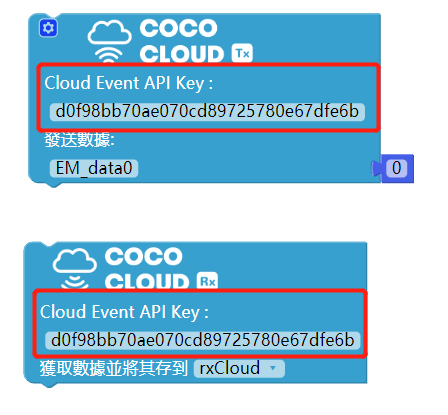 COCO
CLOUD Tx
Cloud Event API Key :
d0f98bb70ae070cd89725780e67dfe6b
發送數據:
EM_data0
0
COCO
CLOUD Rx
Cloud Event API Key :
d0f98bb70ae070cd89725780e67dfe6b
獲取數據並將其存到 rxCloud